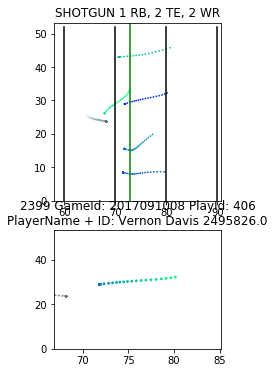 SHOTGUN 1 RB, 2 TE, 2 WR
50
40
30
20
10
0
60 70 80 90
2399 GameId: 2017091008 PlayId: 406
PlayerName + ID: Vernon Davis 2495826.0
40
20
0
70 75 80 85